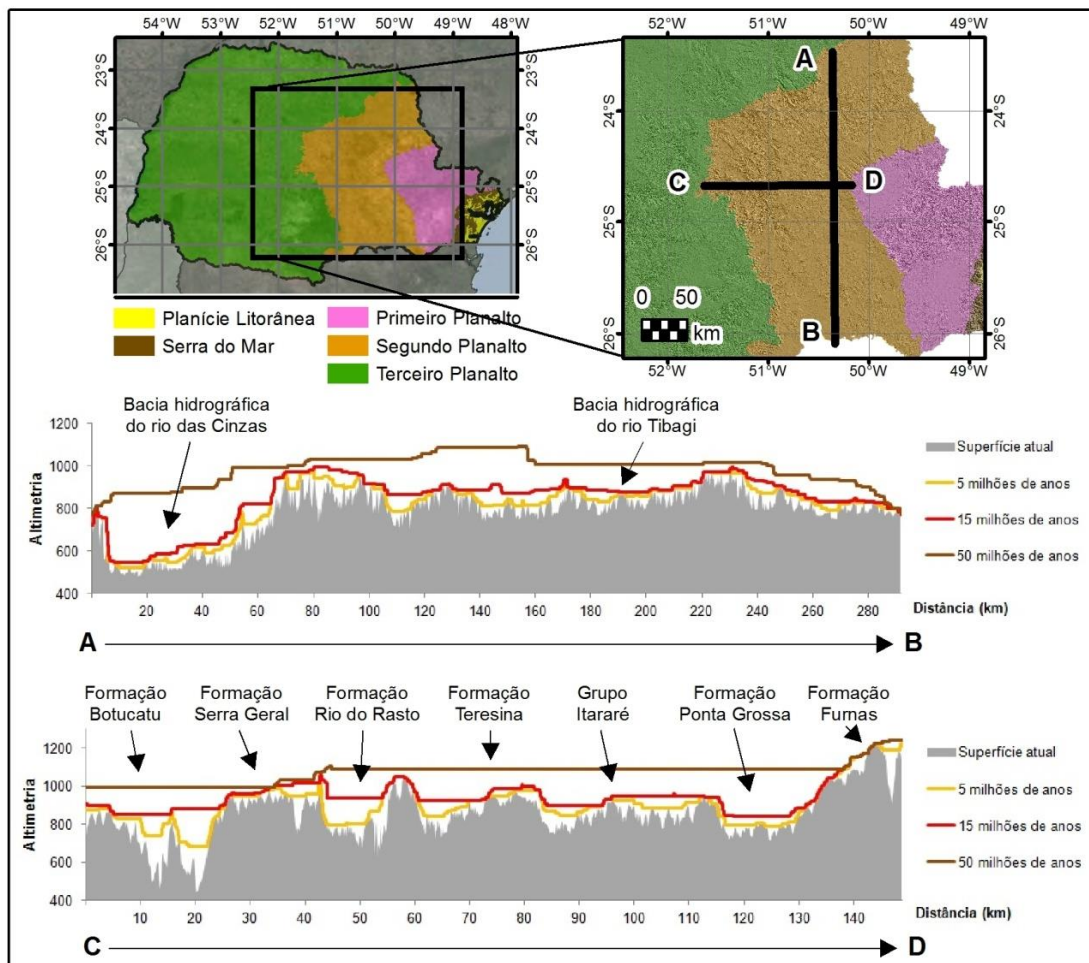 54°W 53°W 52°W 51°W 50°W 49°W 48°W
23°S
24°S
25°S
26°S
Planície Litorânea
Serra do Mar
Primeiro Planalto
Segundo Planalto
Terceiro Planalto
52°W 51°W 50°W 49°W
24°S
25°S
26°S
24°S
25°S
26°S
A
C
D
B
0 50
km
52°W 51°W 50°W 49°W
Bacia hidrográfica
do rio das Cinzas
Bacia hidrográfica
do rio Tibagi
Altimetria
1200
1000
800
600
400
20 40 60 80 100 120 140 160 180 200 220 240 260 280
Distância (km)
Superfície atual
5 milhões de anos
15 milhões de anos
50 milhões de anos
A
B
Formação
Botucatu
Formação
Serra Geral
Formação
Rio do Rasto
Formação
Teresina
Grupo
Itararé
Formação
Ponta Grossa
Formação
Furnas
Altimetria
1200
1000
800
600
400
10 20 30 40 50 60 70 80 90 100 110 120 130 140
Distância (km)
Superfície atual
5 milhões de anos
15 milhões de anos
50 milhões de anos
C
D